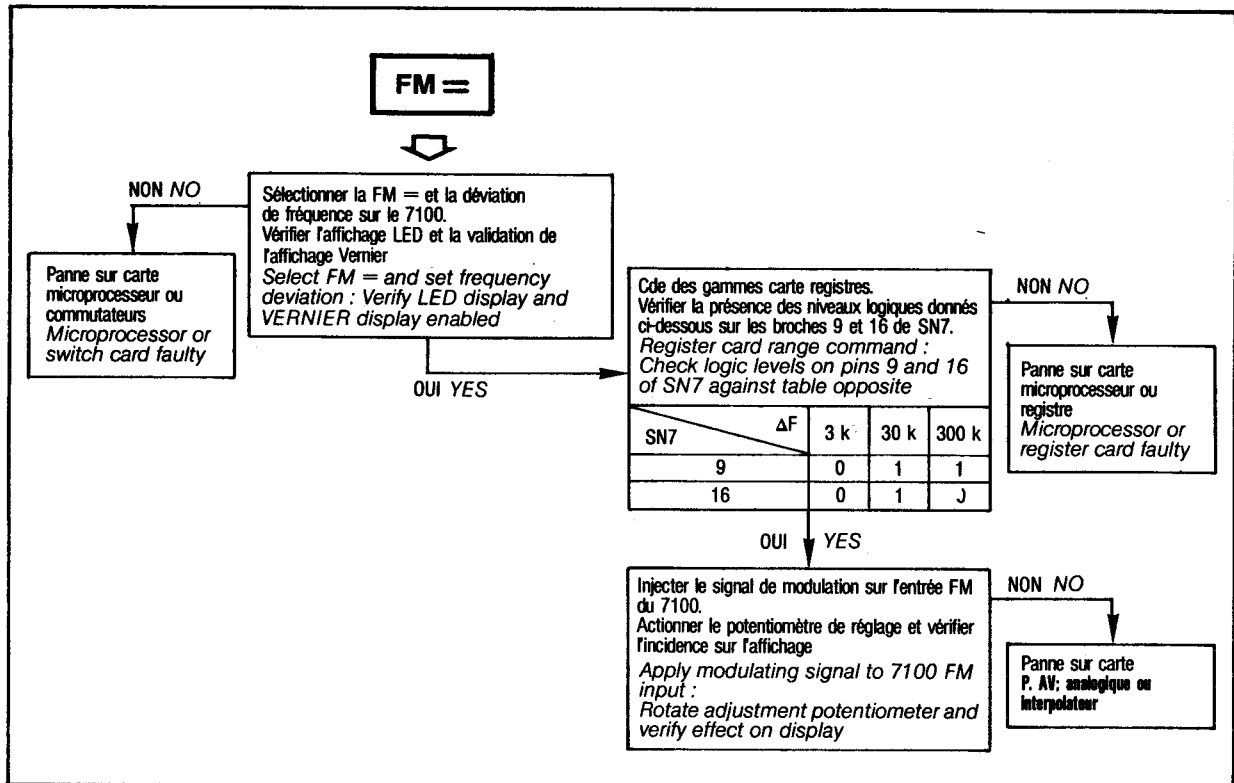 FM =
NON NO
Sélectionner la FM = et la déviation
de fréquence sur le 7100.
Vérifier l'affichage LED et la validation de
l'affichage Vernier
Select FM = and set frequency
deviation : Verify LED display and
VERNIER display enabled
Panne sur carte
microprocesseur ou
commutateurs
Microprocessor or
switch card faulty
OUI YES
Cde des gammes carte registres.
Vérifier la présence des niveaux logiques donnés
ci-dessous sur les broches 9 et 16 de SN7.
Register card range command :
Check logic levels on pins 9 and 16
of SN7 against table opposite
NON NO
Panne sur carte
microprocesseur ou
registre
Microprocessor or
register card faulty
SN7 ΔF 3 k 30 k 300 k
9 0 1 1
16 0 1 J
OUI YES
Injecter le signal de modulation sur l'entrée FM
du 7100.
Actionner le potentiomètre de réglage et vérifier
l'incidence sur l'affichage
Apply modulating signal to 7100 FM
input :
Rotate adjustment potentiometer and
verify effect on display
NON NO
Panne sur carte
P. AV; analogique ou
interpolateur